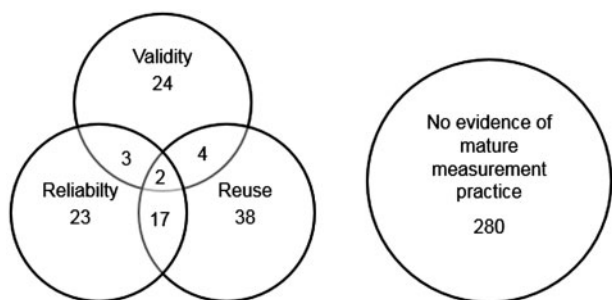 Validity
24
3
2
4
Reliabilty
23
17
Reuse
38
No evidence of
mature
measurement
practice
280